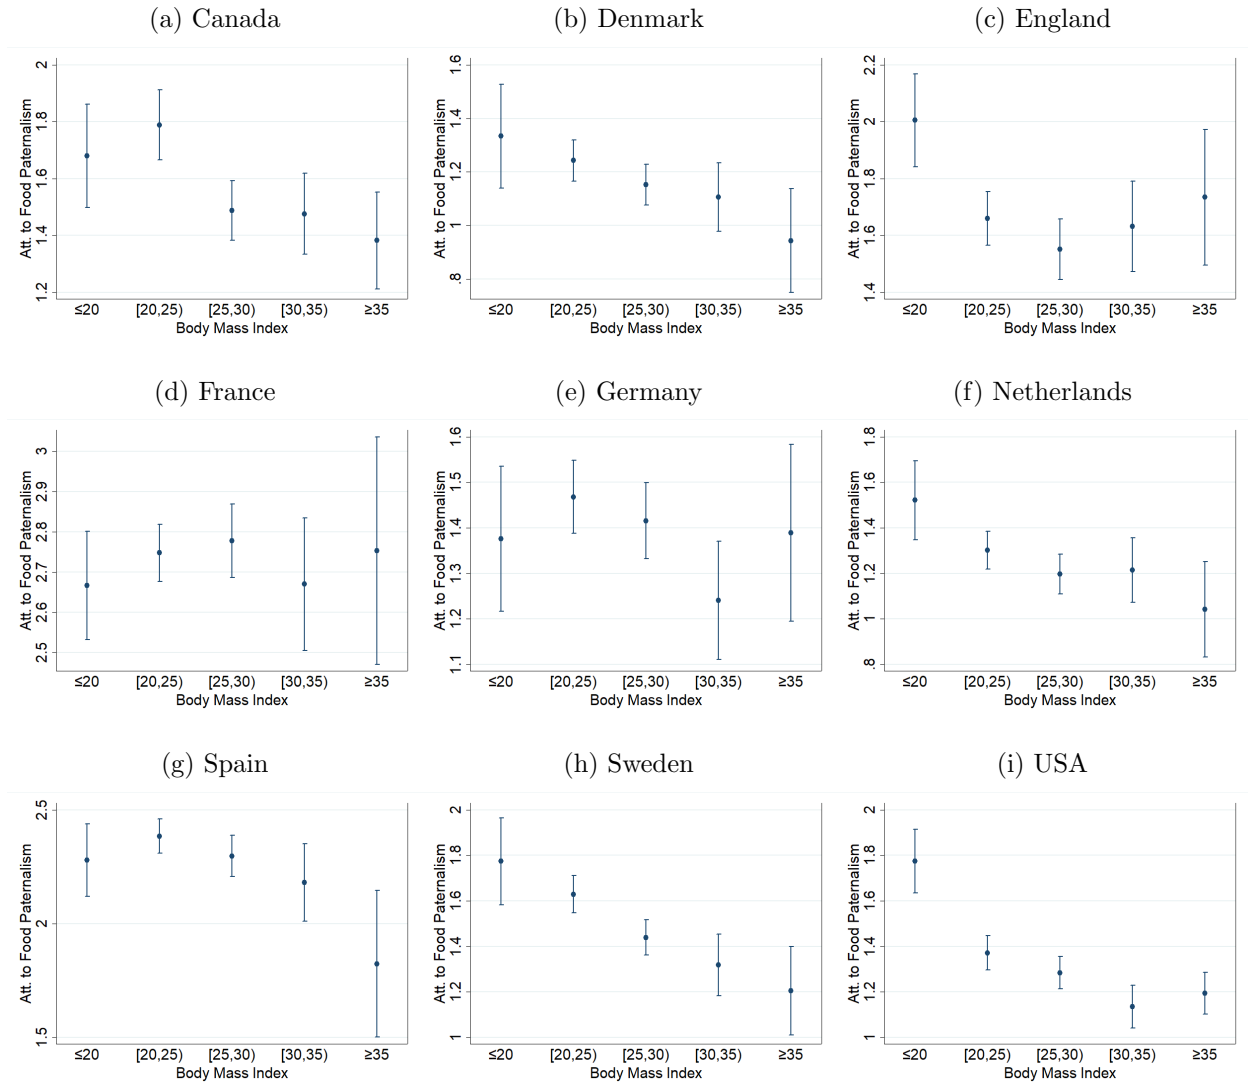 (a) Canada
Att. to Food Paternalism
2
1.8
1.6
1.4
1.2
≤20 [20,25) [25,30) [30,35) ≥35
Body Mass Index
(b) Denmark
Att. to Food Paternalism
1.6
1.4
1.2
1
.8
≤20 [20,25) [25,30) [30,35) ≥35
Body Mass Index
(c) England
Att. to Food Paternalism
2.2
2
1.8
1.6
1.4
≤20 [20,25) [25,30) [30,35) ≥35
Body Mass Index
(d) France
Att. to Food Paternalism
3
2.9
2.8
2.7
2.6
2.5
≤20 [20,25) [25,30) [30,35) ≥35
Body Mass Index
(e) Germany
Att. to Food Paternalism
1.6
1.5
1.4
1.3
1.2
1.1
≤20 [20,25) [25,30) [30,35) ≥35
Body Mass Index
(f) Netherlands
Att. to Food Paternalism
1.8
1.6
1.4
1.2
1
.8
≤20 [20,25) [25,30) [30,35) ≥35
Body Mass Index
(g) Spain
Att. to Food Paternalism
2.5
2
1.5
≤20 [20,25) [25,30) [30,35) ≥35
Body Mass Index
(h) Sweden
Att. to Food Paternalism
2
1.8
1.6
1.4
1.2
1
≤20 [20,25) [25,30) [30,35) ≥35
Body Mass Index
(i) USA
Att. to Food Paternalism
2
1.8
1.6
1.4
1.2
1
≤20 [20,25) [25,30) [30,35) ≥35
Body Mass Index